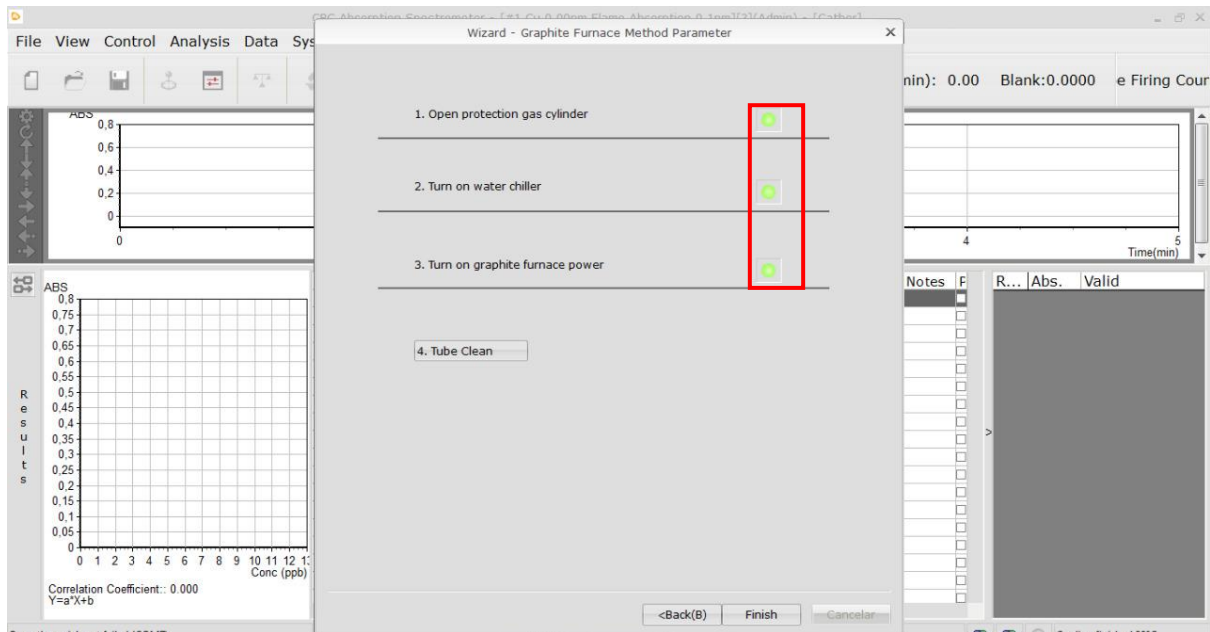 Wizard - Graphite Furnace Method Parameter
File View Control Analysis Data Sys
min): 0.00 Blank:0.0000 e Firing Cour
1. Open protection gas cylinder
2. Turn on water chiller
3. Turn on graphite furnace power
4. Tube Clean
<Back(B) Finish Cancelar
ABS
0,8
0,6
0,4
0,2
0
0 4 5
Time(min)
Notes P R... Abs. Valid
ABS
0.8
0.75
0.7
0.65
0.6
0.55
0.5
0.45
0.4
0.35
0.3
0.25
0.2
0.15
0.1
0.05
0
0 1 2 3 4 5 6 7 8 9 10 11 12
Conc (ppb)
Correlation Coefficient:: 0.000
Y=a*X+b
Results
>